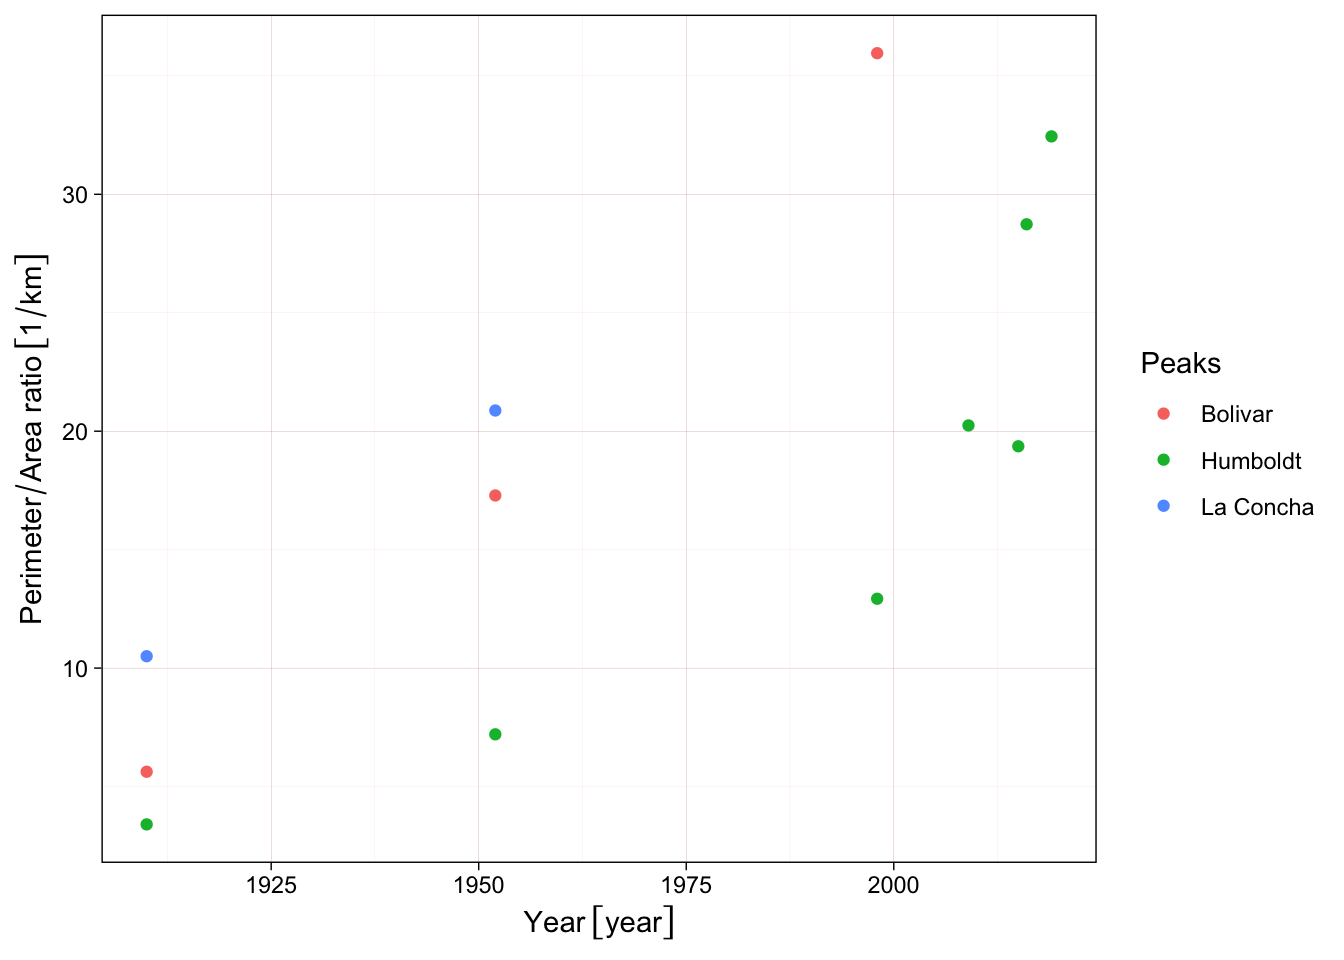 Perimeter/Area ratio [1/km]
30
20
10
1925 1950 1975 2000
Year [year]
Peaks
Bolivar
Humboldt
La Concha